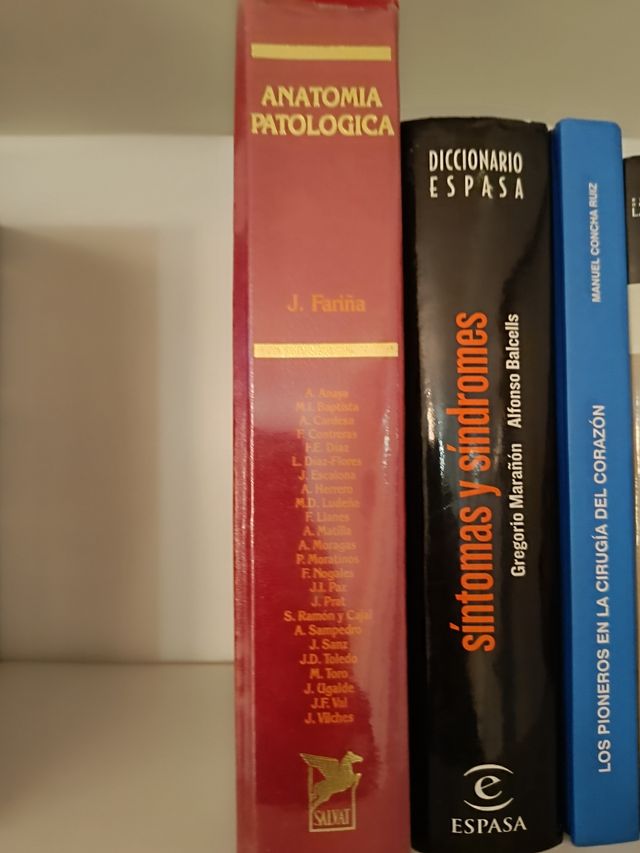 ANATOMIA
PATOLOGICA
J. Fariña
A. Anaya
M.I. Baptista
A. Cardesa
F. Contreras
F.E. Díaz
L. Díaz-Flores
J. Escalona
A. Herrero
M.D. Ludeña
F. Llanes
A. Matilla
A. Moragas
P. Moratinos
F. Nogales
J.I. Paz
J. Prat
S. Ramón y Cajal
A. Sampedro
J. Sanz
J.D. Toledo
M. Toro
J. Ugalde
J.F. Val
J. Vilches
SALVAT
DICCIONARIO
ESPASA
síntomas y síndromes
Gregorio Marañón Alfonso Balcells
e
ESPASA
LOS PIONEROS EN LA CIRUGÍA DEL CORAZÓN
MANUEL CONCHA RUIZ